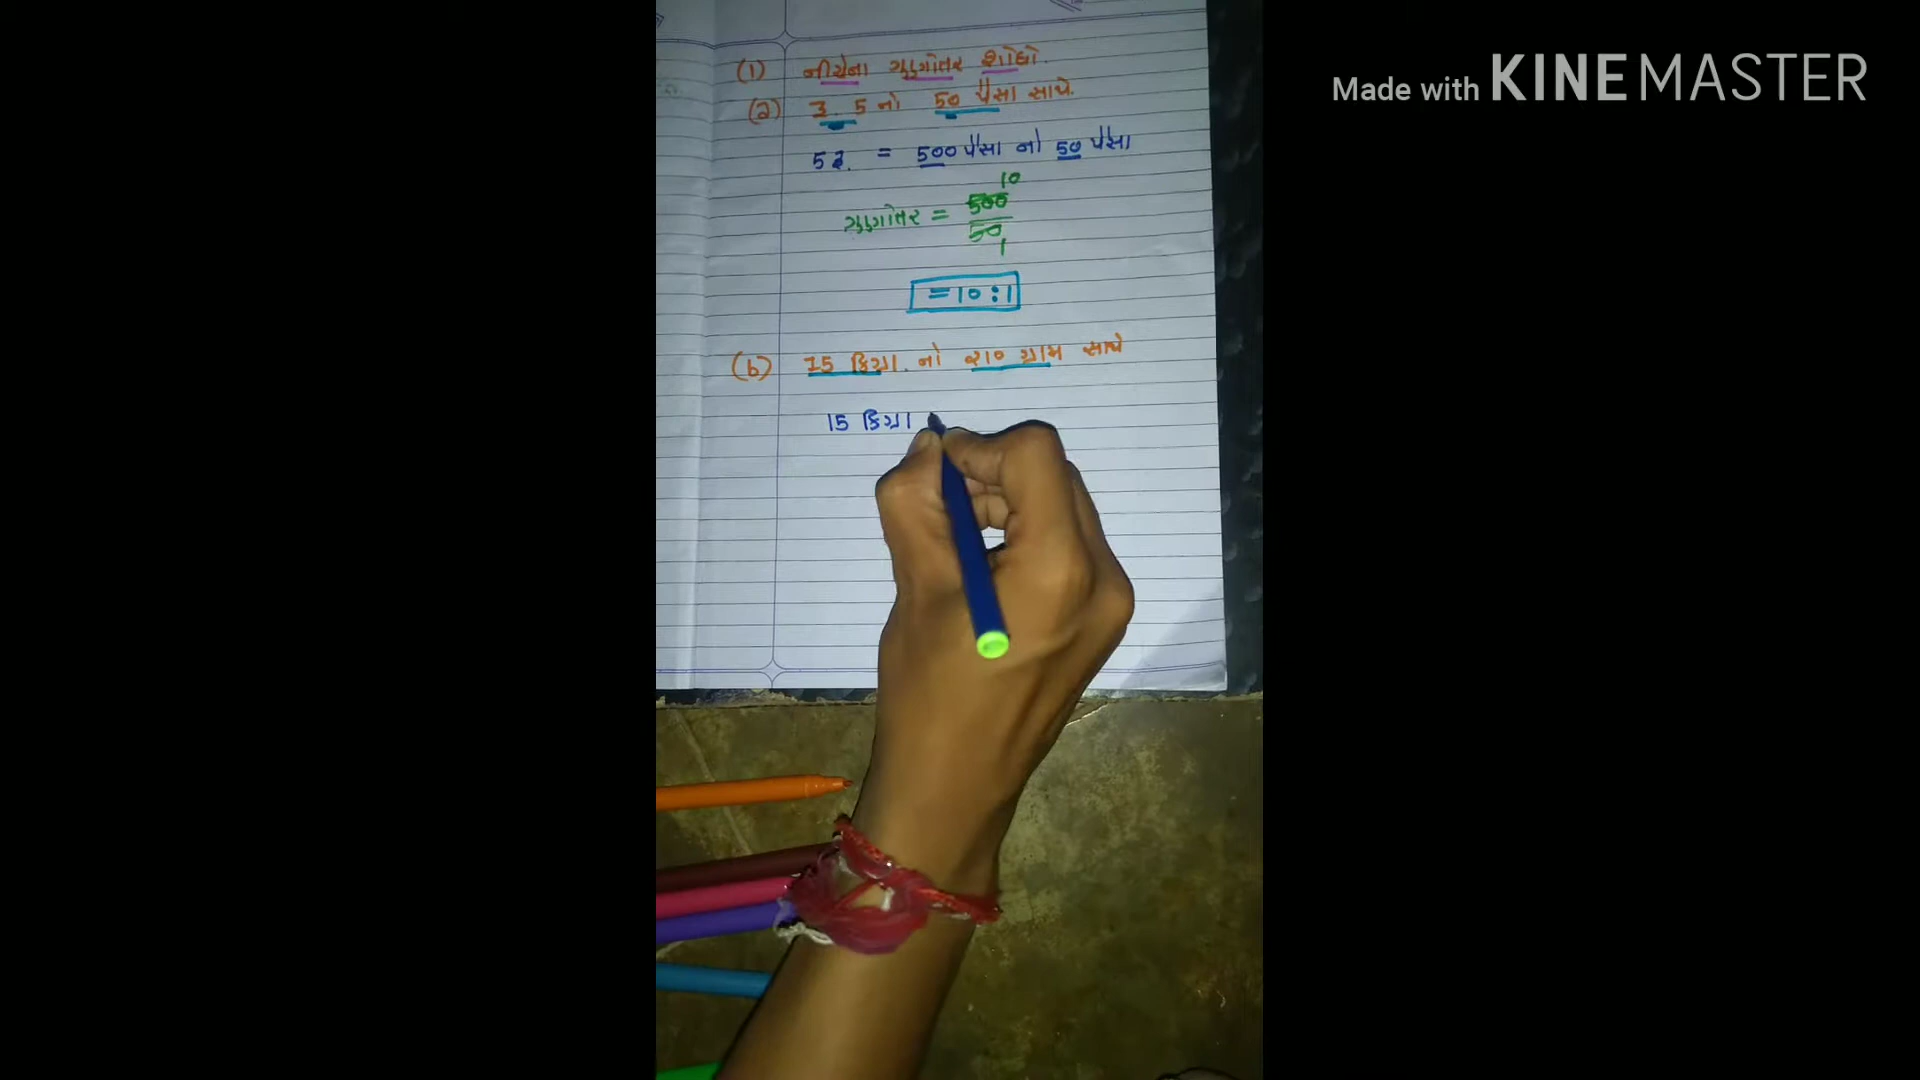 Made with KINEMASTER
(1) નીચેના ગુણોત્તર શોધો.
(a) રૂ. 5 નો 50 પૈસા સાથે.
5 રૂ. = 500 પૈસા નો 50 પૈસા
10
ગુણોતર = 500
50
1
= 10 : 1
(b) 15 કિગ્રા. નો ૨૧૦ ગ્રામ સાથે
15 કિગ્રા